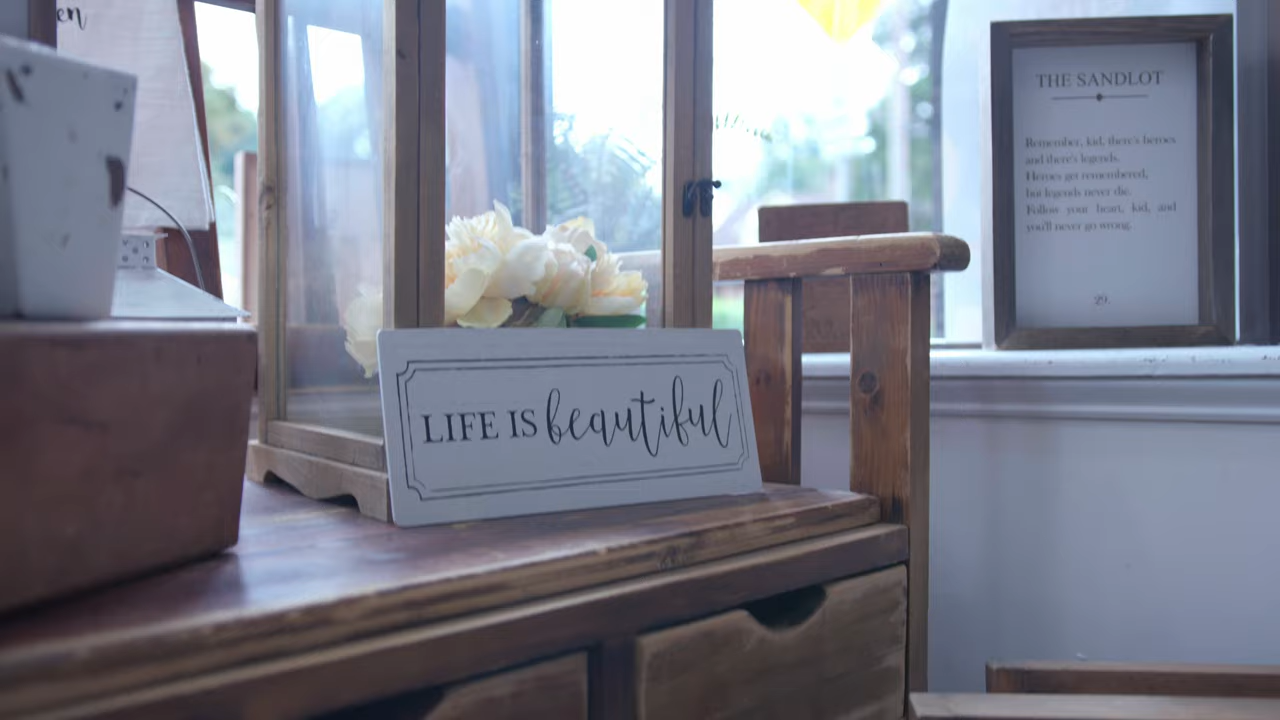 en
LIFE IS beautiful
THE SANDLOT
Remember, kid, there's heroes
and there's legends.
Heroes get remembered,
but legends never die.
Follow your heart, kid, and
you'll never go wrong.
29.